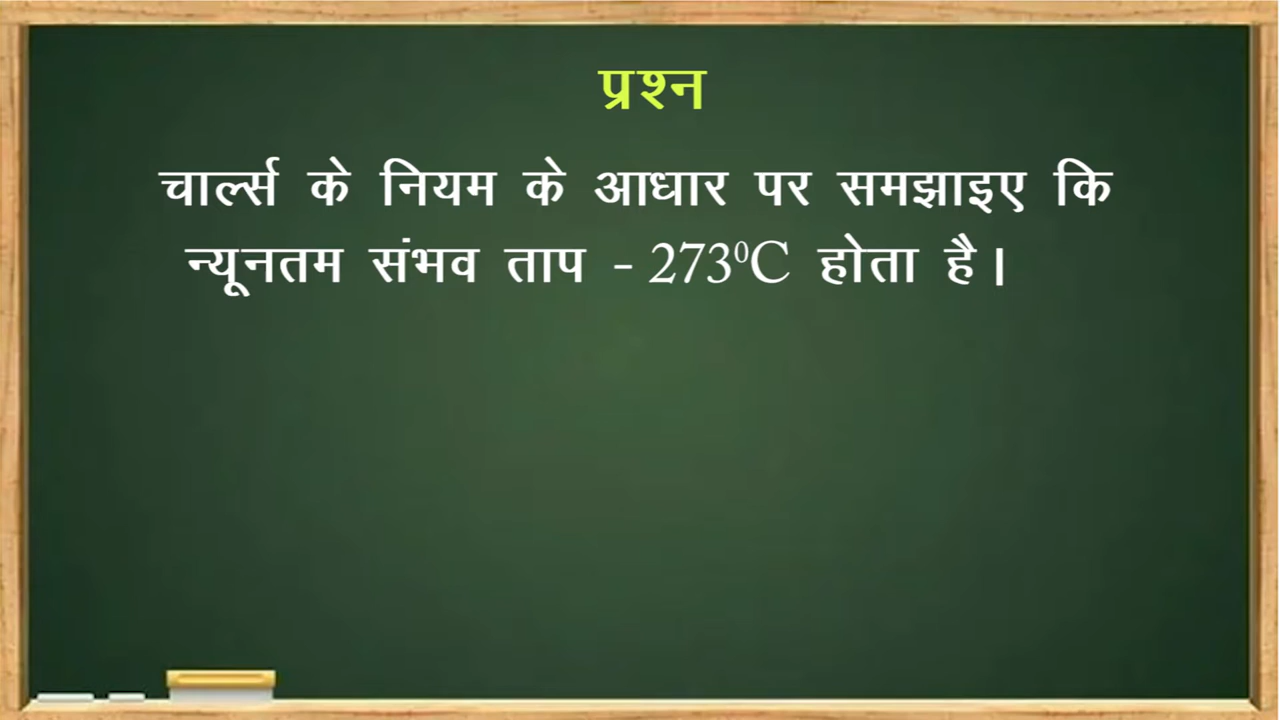 प्रश्न
चार्ल्स के नियम के आधार पर समझाइए कि
न्यूनतम संभव ताप - 273⁰C होता है।